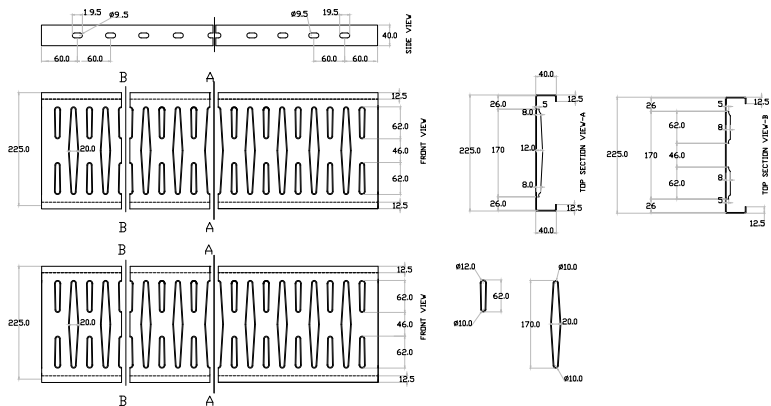 19.5
Ø9.5
Ø9.5
19.5
40.0
60.0
60.0
60.0
60.0
SIDE VIEW
B
A
12.5
225.0
20.0
62.0
46.0
62.0
12.5
FRONT VIEW
B
A
40.0
26.0
5
12.5
8.0
225.0
170
12.0
8.0
26.0
12.5
40.0
TOP SECTION VIEW-A
26
5
12.5
62.0
8
225.0
170
46.0
62.0
8
26
5
12.5
TOP SECTION VIEW-B
B
A
12.5
225.0
20.0
62.0
46.0
62.0
12.5
FRONT VIEW
B
A
Ø12.0
62.0
Ø10.0
Ø10.0
170.0
20.0
Ø10.0